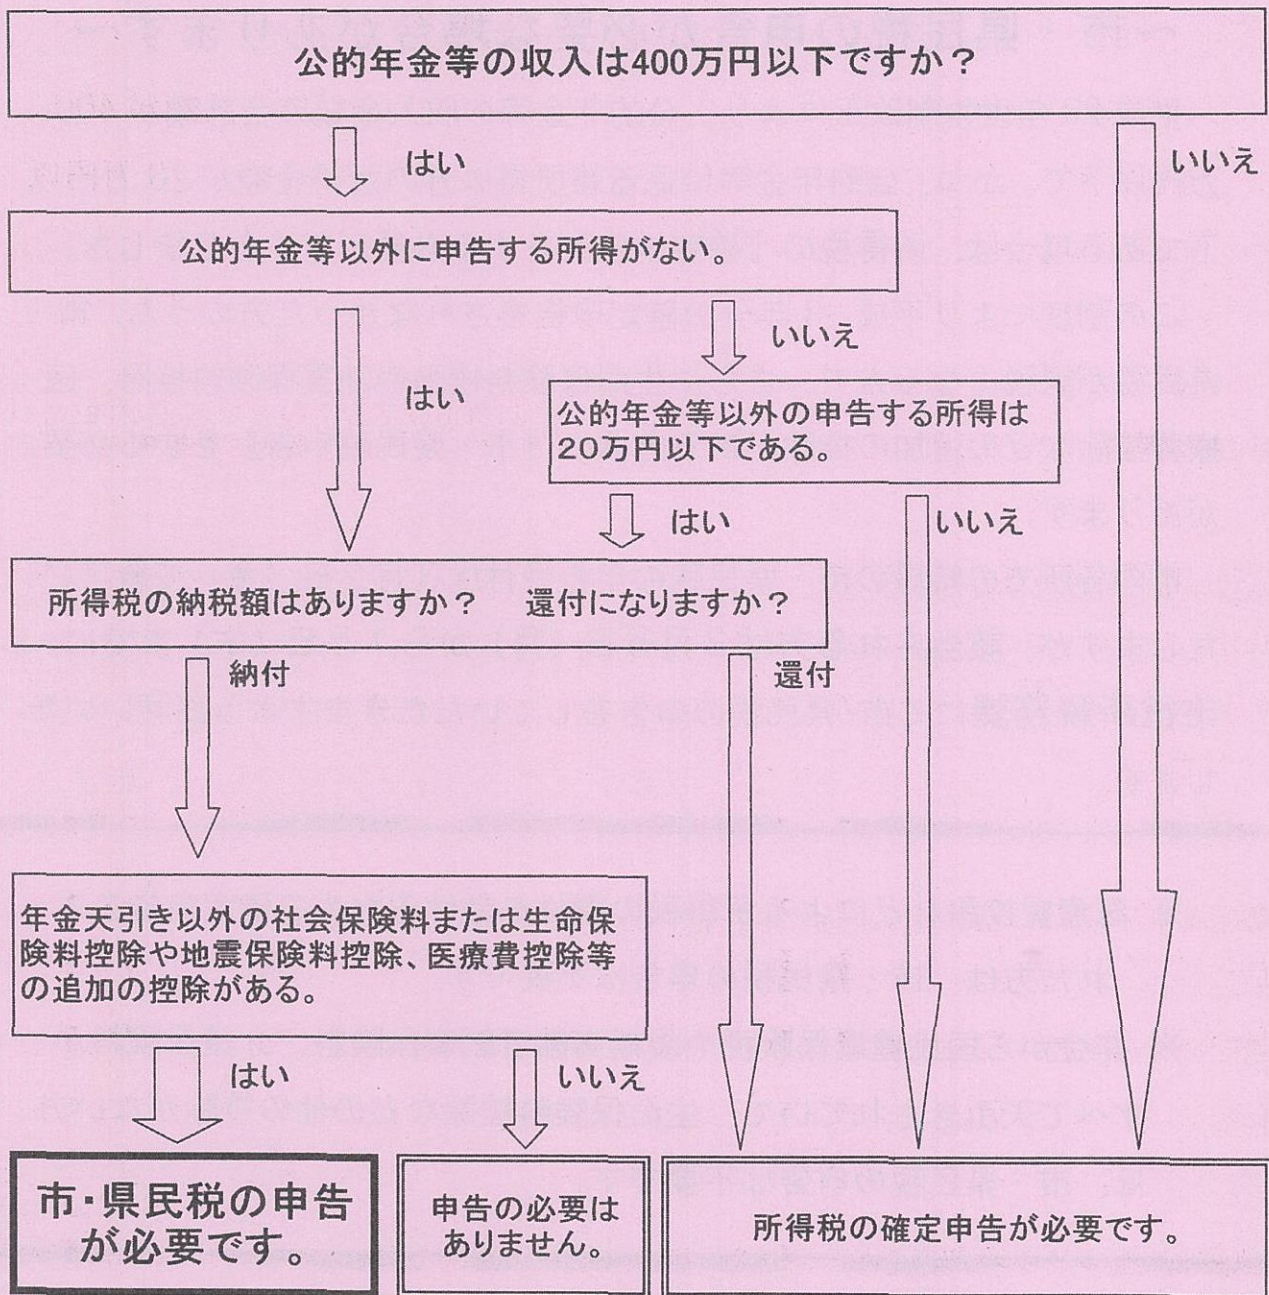 公的年金等の収入は400万円以下ですか？
はい
いいえ
公的年金等以外に申告する所得がない。
いいえ
はい
公的年金等以外の申告する所得は
20万円以下である。
はい
いいえ
所得税の納税額はありますか？　還付になりますか？
納付
還付
年金天引き以外の社会保険料または生命保
険料控除や地震保険料控除、医療費控除等
の追加の控除がある。
はい
いいえ
市・県民税の申告
が必要です。
申告の必要は
ありません。
所得税の確定申告が必要です。